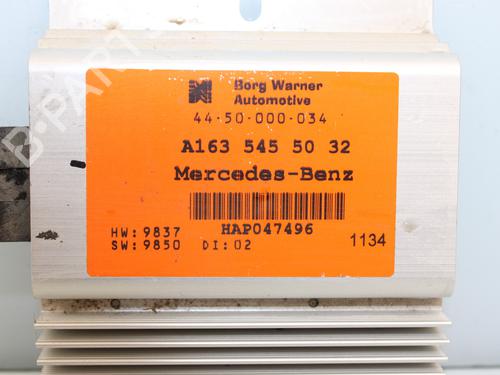 Borg Warner
Automotive
44-50-000-034
A163 545 50 32
Mercedes-Benz
HAP047496
HW: 9837
SW: 9850 DI: 02
1134
B-PARTS